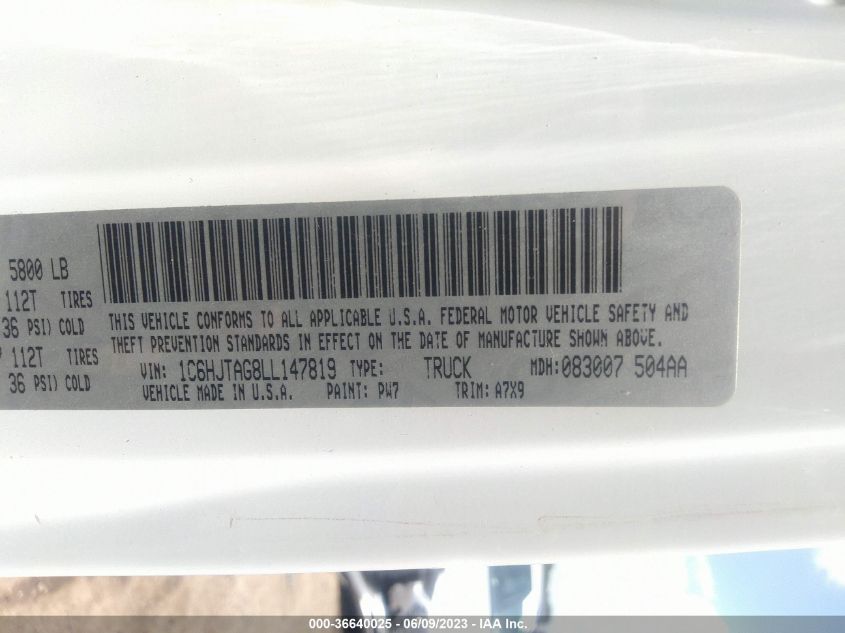 5800 LB
112T TIRES
36 PSI) COLD
112T TIRES
36 PSI) COLD
THIS VEHICLE CONFORMS TO ALL APPLICABLE U.S.A. FEDERAL MOTOR VEHICLE SAFETY AND
THEFT PREVENTION STANDARDS IN EFFECT ON THE DATE OF MANUFACTURE SHOWN ABOVE.
VIN: 1C6HJTAG8LL147819 TYPE: TRUCK MDH:083007 504AA
VEHICLE MADE IN U.S.A. PAINT: PW7 TRIM: A7X9
000-36640025 - 06/09/2023 - IAA Inc.